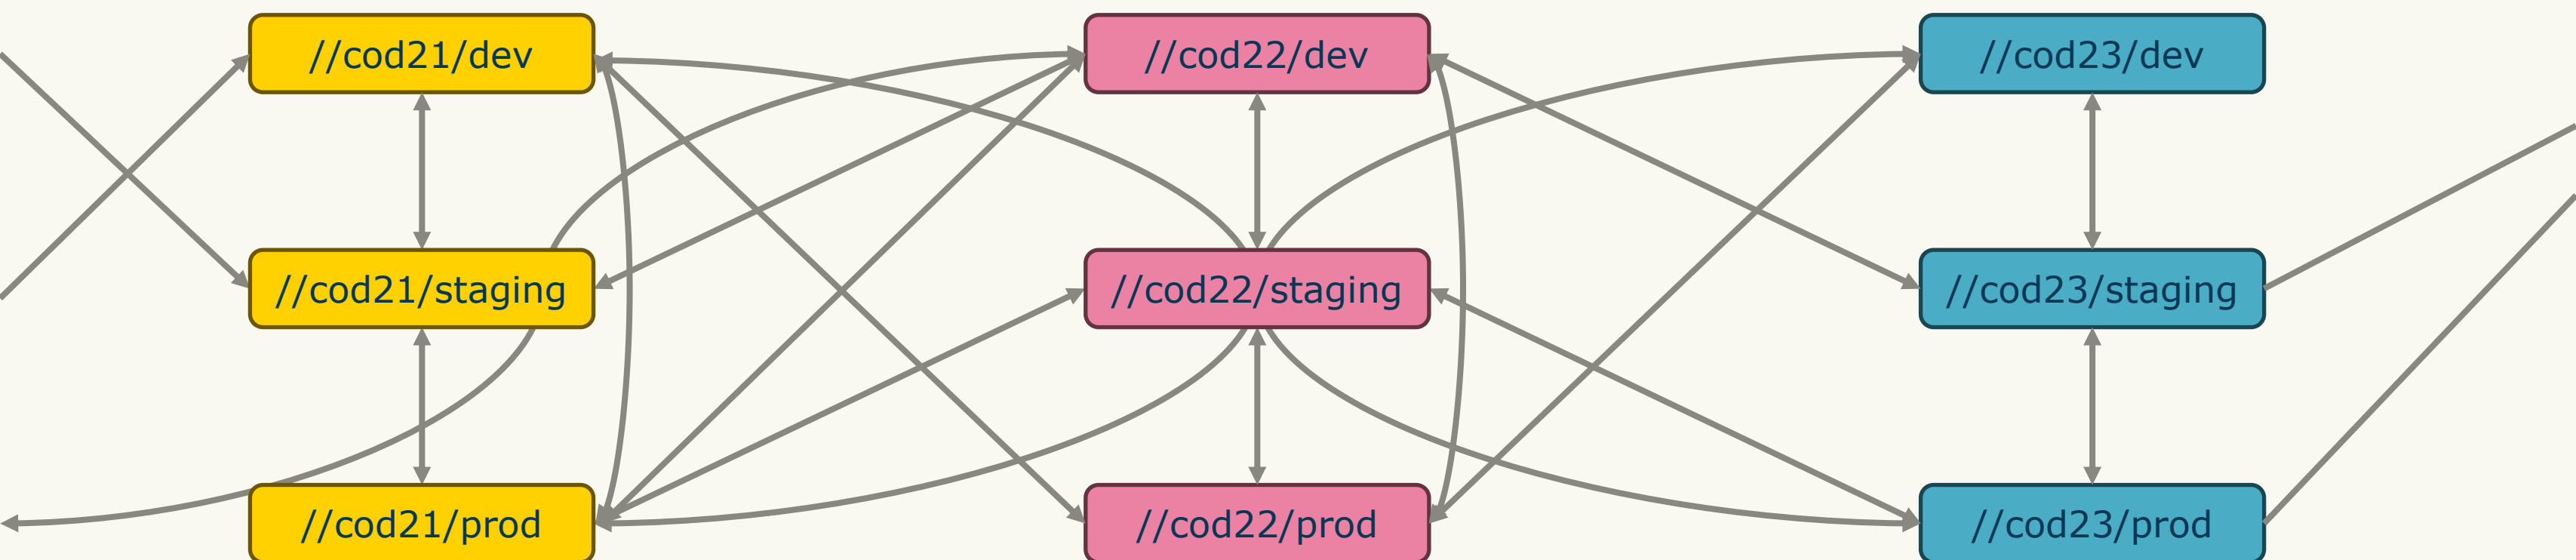 //cod21/dev
//cod22/dev
//cod23/dev
//cod21/staging
//cod22/staging
//cod23/staging
//cod21/prod
//cod22/prod
//cod23/prod